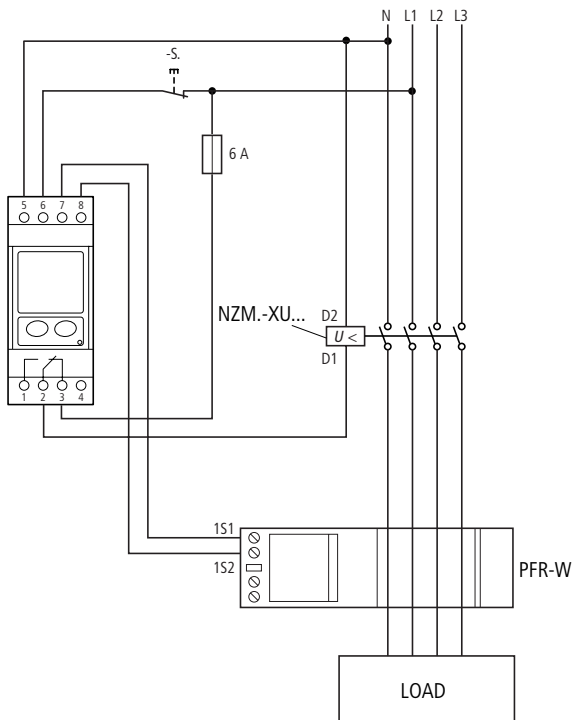 N L1 L2 L3
-S.
6 A
5 6 7 8
NZM.-XU...
D2
U <
D1
1 2 3 4
1S1
1S2
PFR-W
LOAD